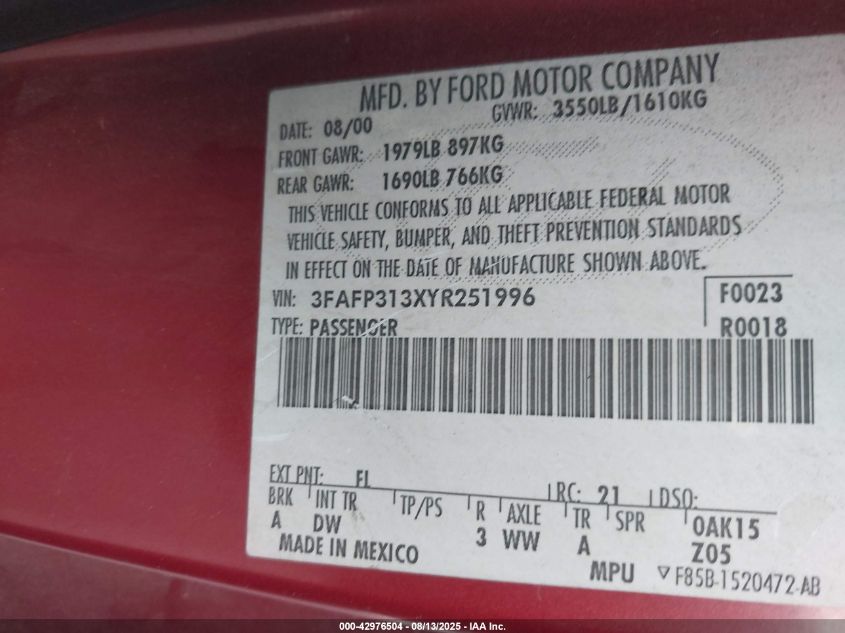 MFD. BY FORD MOTOR COMPANY
DATE: 08/00 GVWR: 3550LB/1610KG
FRONT GAWR: 1979LB 897KG
REAR GAWR: 1690LB 766KG
THIS VEHICLE CONFORMS TO ALL APPLICABLE FEDERAL MOTOR
VEHICLE SAFETY, BUMPER, AND THEFT PREVENTION STANDARDS
IN EFFECT ON THE DATE OF MANUFACTURE SHOWN ABOVE.
VIN: 3FAFP313XYR251996 F0023
TYPE: PASSENGER R0018
EXT PNT: FL RC: 21 DSO:
BRK INT TR TP/PS R AXLE TR SPR 0AK15
A DW 3 WW A Z05
MADE IN MEXICO MPU F85B-1520472-AB
000-42976504 - 08/13/2025 - IAA Inc.